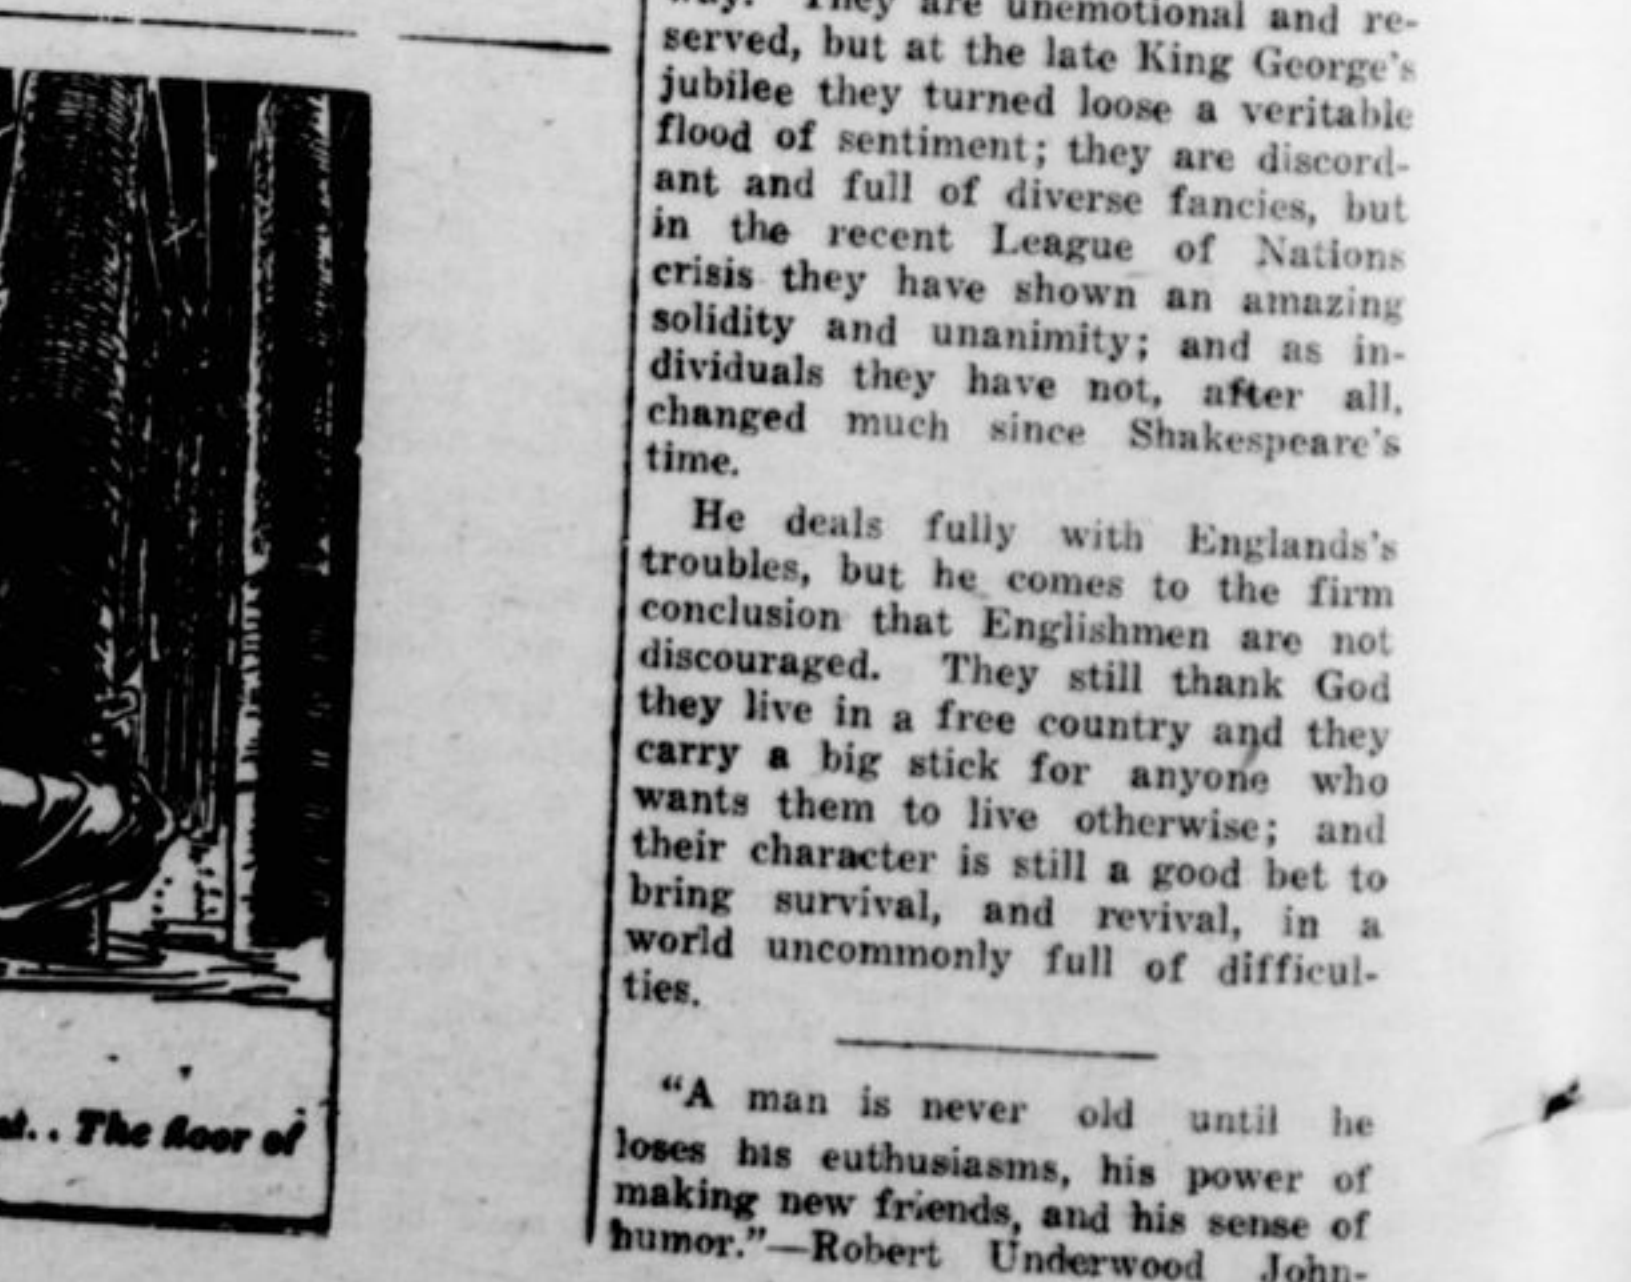 way. They are unemotional and re-
served, but at the late King George's
jubilee they turned loose a veritable
flood of sentiment; they are discord-
ant and full of diverse fancies, but
in the recent League of Nations
crisis they have shown an amazing
solidity and unanimity; and as in-
dividuals they have not, after all,
changed much since Shakespeare's
time.
He deals fully with Englands's
troubles, but he comes to the firm
conclusion that Englishmen are not
discouraged. They still thank God
they live in a free country and they
carry a big stick for anyone who
wants them to live otherwise; and
their character is still a good bet to
bring survival, and revival, in a
world uncommonly full of difficul-
ties.
"A man is never old until he
loses his euthusiasms, his power of
making new friends, and his sense of
humor."—Robert Underwood John-
The floor of